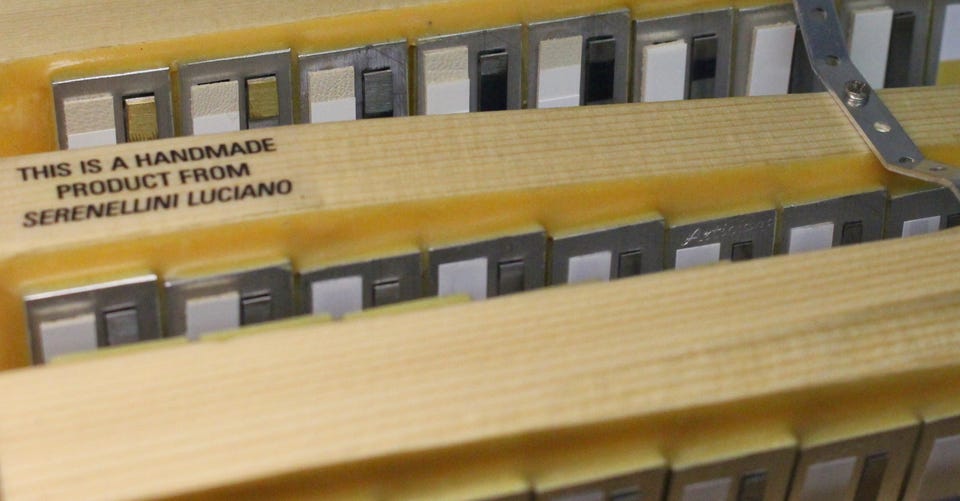 THIS IS A HANDMADE
PRODUCT FROM
SERENELLINI LUCIANO